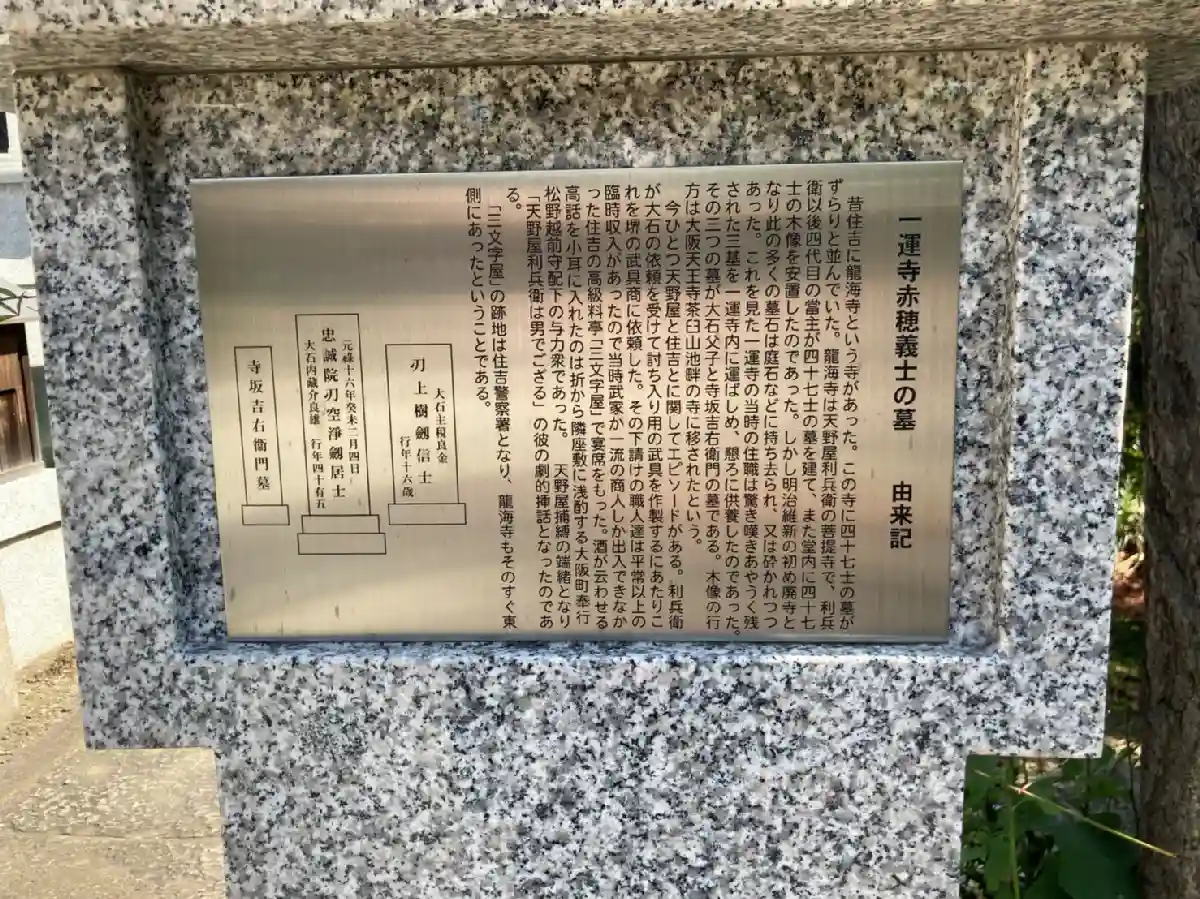 一運寺赤穂義士の墓　由来記
昔住吉に龍海寺という寺があった。この寺に四十七士の墓が
ずらりと並んでいた。龍海寺は天野屋利兵衛の菩提寺で、利兵
衛以後四代目の當主が四十七士の墓を建て、また堂内に四十七
士の木像を安置したのであった。しかし明治維新の初め廃寺と
なり此の多くの墓石は庭石などに持ち去られ、又は砕かれつつ
あった。これを見た一運寺の当時の住職は驚き嘆きあやうく残
された三基を一運寺内に運ばしめ、懇ろに供養したのであった。
その三つの墓が大石父子と寺坂吉右衛門の墓である。木像の行
方は大阪天王寺茶臼山池畔の寺に移されたという。
今ひとつ天野屋と住吉とに関してエピソードがある。利兵衛
が大石の依頼を受けて討ち入り用の武具を作製するにあたりこ
れを堺の武具商に依頼した。その下請けの職人達は平常以上の
臨時収入があったので当時武家か一流の商人しか出入できなか
った住吉の高級料亭「三文字屋」で宴席をもった。酒が云わせる
高話を小耳に入れたのは折から隣座敷に浅酌する大阪町奉行
松野越前守配下の与力衆であった。　天野屋捕縛の端緒となり
「天野屋利兵衛は男でござる」の彼の劇的挿話となったのであ
る。
「三文字屋」の跡地は住吉警察署となり、龍海寺もそのすぐ東
側にあったということである。
大石主税良金
刃上樹劔信士
行年十六歳
元禄十六年癸未二月四日
忠誠院刃空淨劔居士
大石内蔵介良雄　行年四十有五
寺坂吉右衛門墓